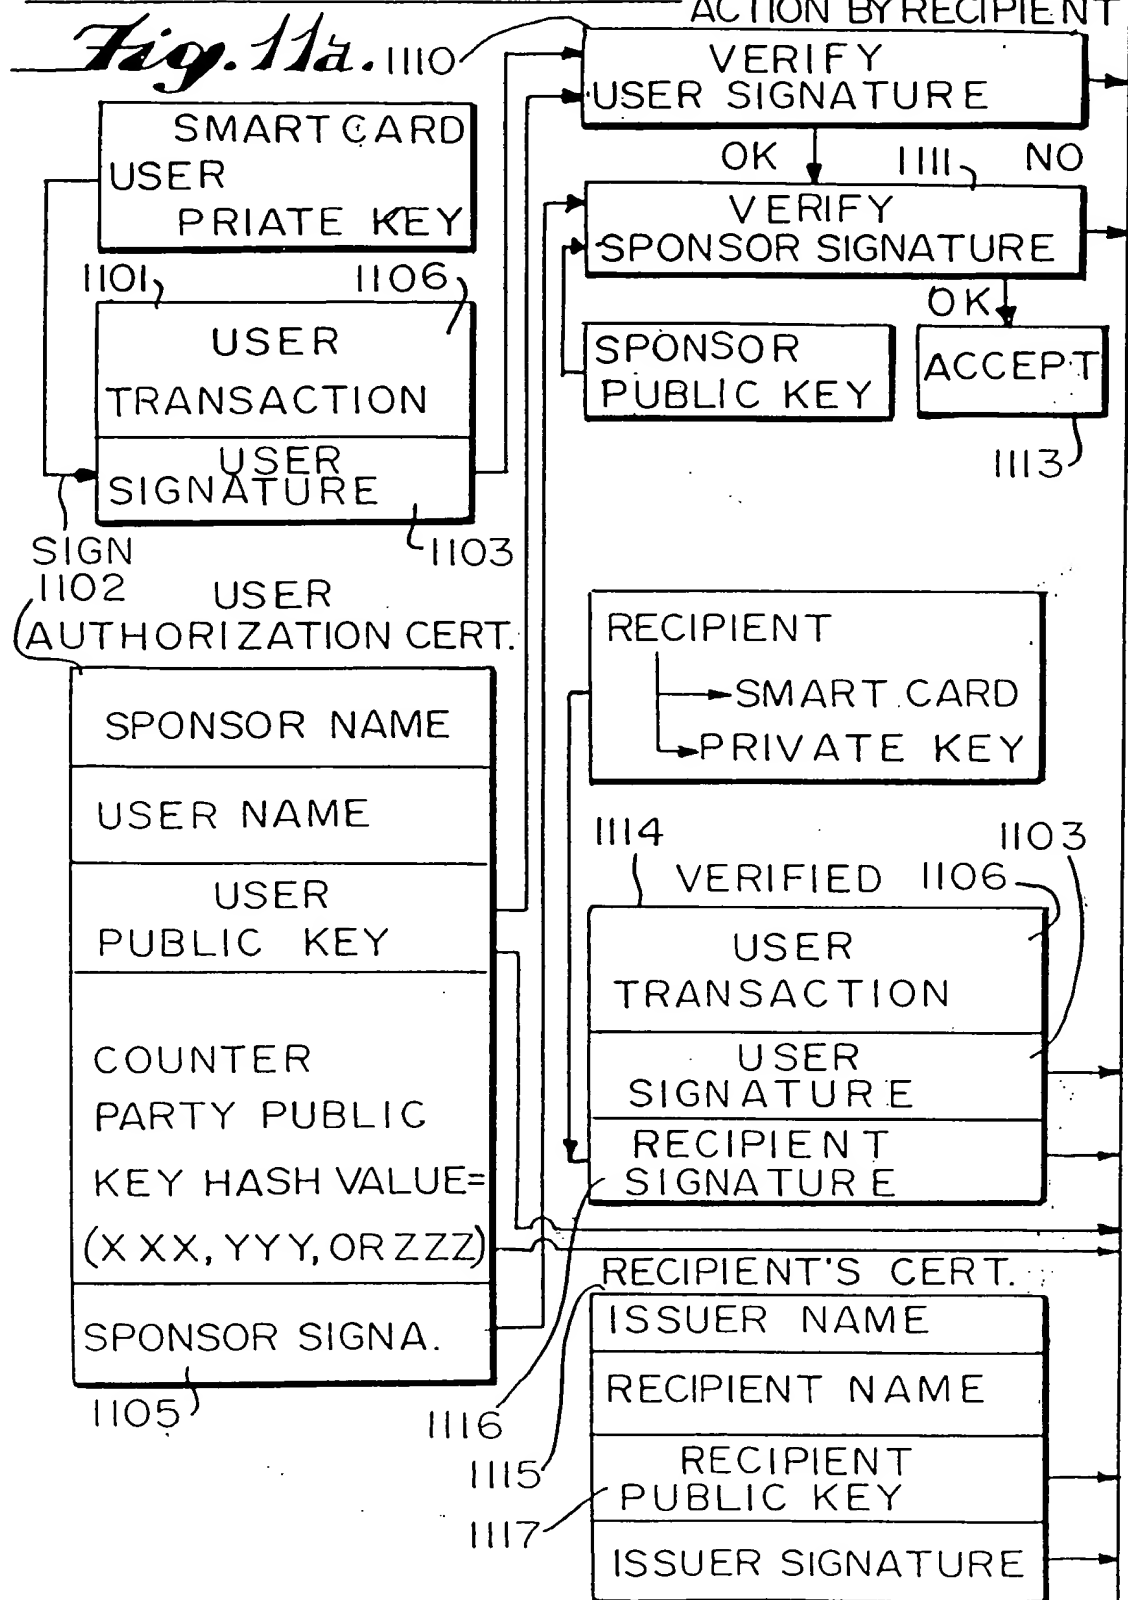 ACTION BY RECIPIENT
Fig. 11a.
1110
VERIFY
USER SIGNATURE
SMART CARD
USER
PRIATE KEY
OK
1111
NO
VERIFY
SPONSOR SIGNATURE
1101
1106
OK
USER
TRANSACTION
SPONSOR
PUBLIC KEY
ACCEPT
1113
USER
SIGNATURE
1103
SIGN
1102
USER
AUTHORIZATION CERT.
SPONSOR NAME
USER NAME
USER
PUBLIC KEY
COUNTER
PARTY PUBLIC
KEY HASH VALUE=
(XXX, YYY, OR ZZZ)
SPONSOR SIGNA.
1105
RECIPIENT
SMART CARD
PRIVATE KEY
1114
1103
VERIFIED
1106
USER
TRANSACTION
USER
SIGNATURE
RECIPIENT
SIGNATURE
RECIPIENT'S CERT.
ISSUER NAME
RECIPIENT NAME
1116
1115
RECIPIENT
PUBLIC KEY
1117
ISSUER SIGNATURE